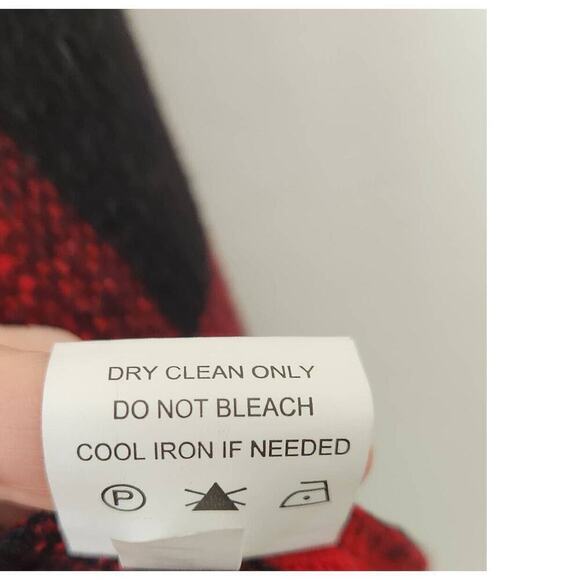 DRY CLEAN ONLY
DO NOT BLEACH
COOL IRON IF NEEDED
P